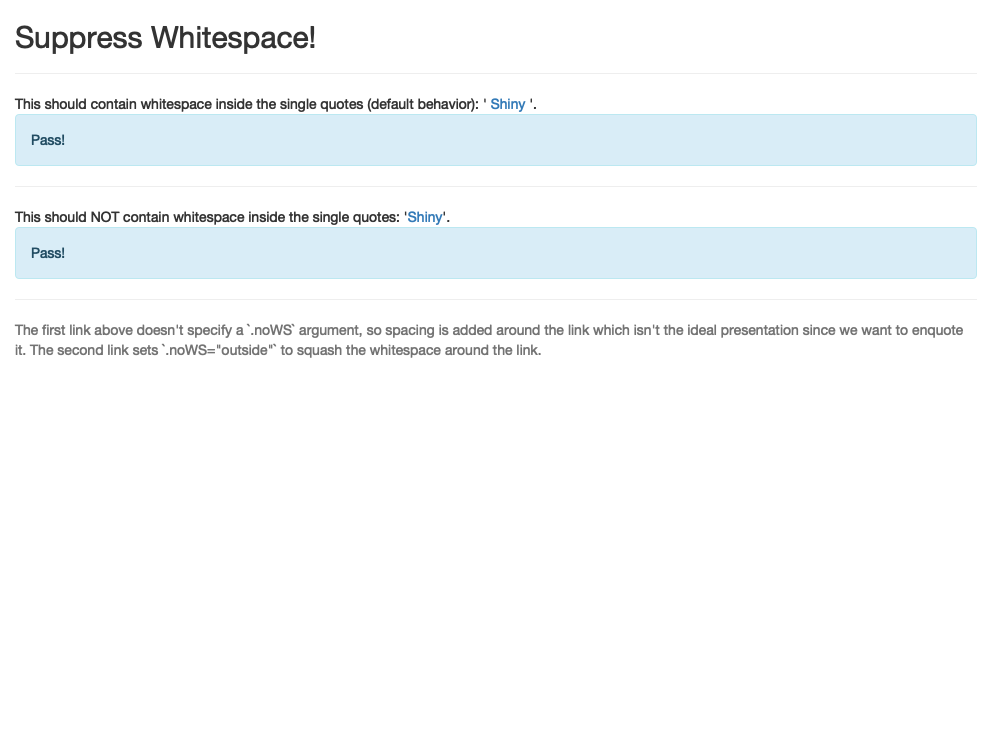 Suppress Whitespace!
This should contain whitespace inside the single quotes (default behavior): ' Shiny '.
Pass!
This should NOT contain whitespace inside the single quotes: 'Shiny'.
Pass!
The first link above doesn't specify a `.noWS` argument, so spacing is added around the link which isn't the ideal presentation since we want to enquote
it. The second link sets `.noWS="outside"` to squash the whitespace around the link.